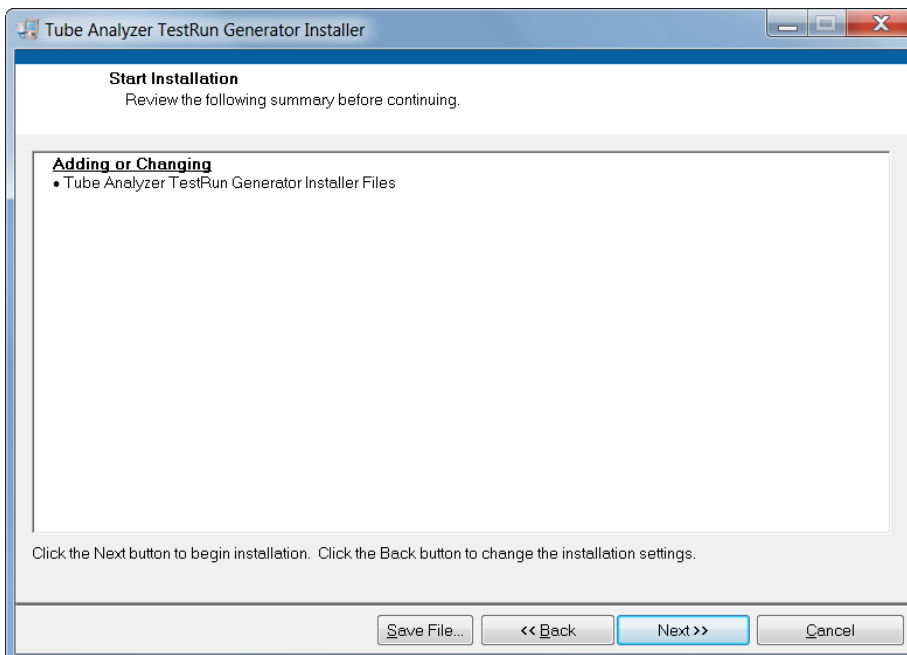 Tube Analyzer TestRun Generator Installer
Start Installation
Review the following summary before continuing.
Adding or Changing
• Tube Analyzer TestRun Generator Installer Files
Click the Next button to begin installation.  Click the Back button to change the installation settings.
Save File... << Back Next >> Cancel